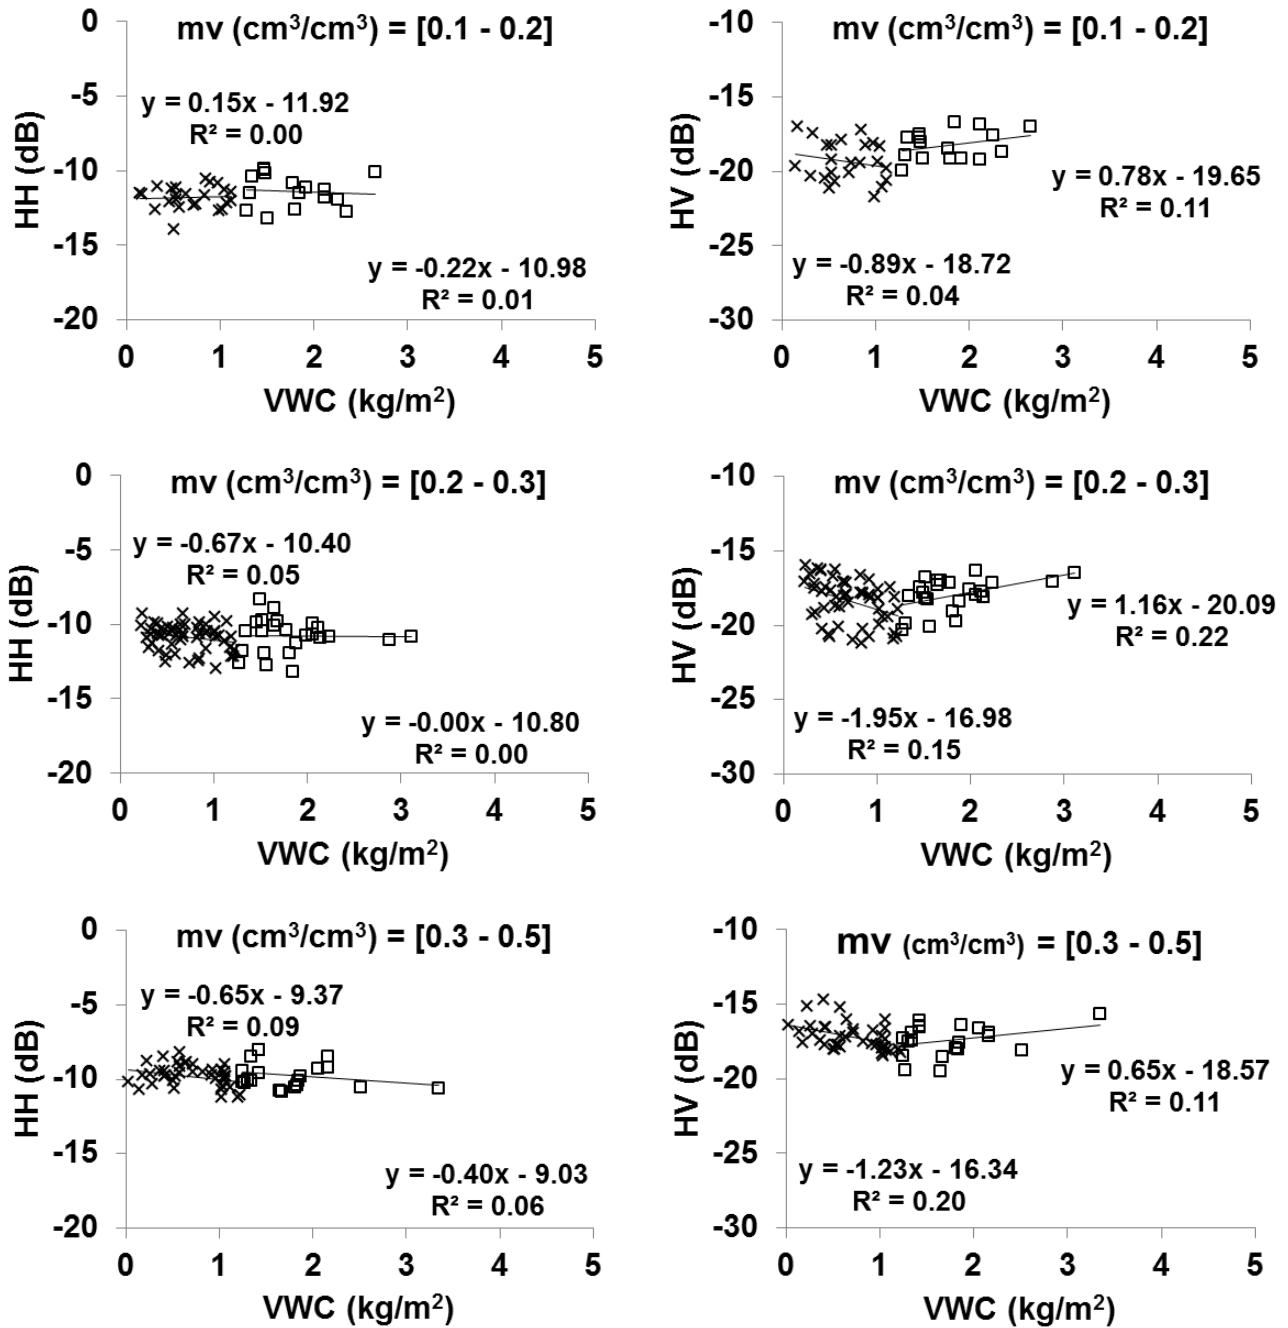 mv (cm³/cm³) = [0.1 - 0.2]
y = 0.15x - 11.92
R² = 0.00
y = -0.22x - 10.98
R² = 0.01
HH (dB)
0
-5
-10
-15
-20
0 1 2 3 4 5
VWC (kg/m²)
mv (cm³/cm³) = [0.1 - 0.2]
y = 0.78x - 19.65
R² = 0.11
y = -0.89x - 18.72
R² = 0.04
HV (dB)
-10
-15
-20
-25
-30
0 1 2 3 4 5
VWC (kg/m²)
mv (cm³/cm³) = [0.2 - 0.3]
y = -0.67x - 10.40
R² = 0.05
y = -0.00x - 10.80
R² = 0.00
HH (dB)
0
-5
-10
-15
-20
0 1 2 3 4 5
VWC (kg/m²)
mv (cm³/cm³) = [0.2 - 0.3]
y = 1.16x - 20.09
R² = 0.22
y = -1.95x - 16.98
R² = 0.15
HV (dB)
-10
-15
-20
-25
-30
0 1 2 3 4 5
VWC (kg/m²)
mv (cm³/cm³) = [0.3 - 0.5]
y = -0.65x - 9.37
R² = 0.09
y = -0.40x - 9.03
R² = 0.06
HH (dB)
0
-5
-10
-15
-20
0 1 2 3 4 5
VWC (kg/m²)
mv (cm³/cm³) = [0.3 - 0.5]
y = 0.65x - 18.57
R² = 0.11
y = -1.23x - 16.34
R² = 0.20
HV (dB)
-10
-15
-20
-25
-30
0 1 2 3 4 5
VWC (kg/m²)